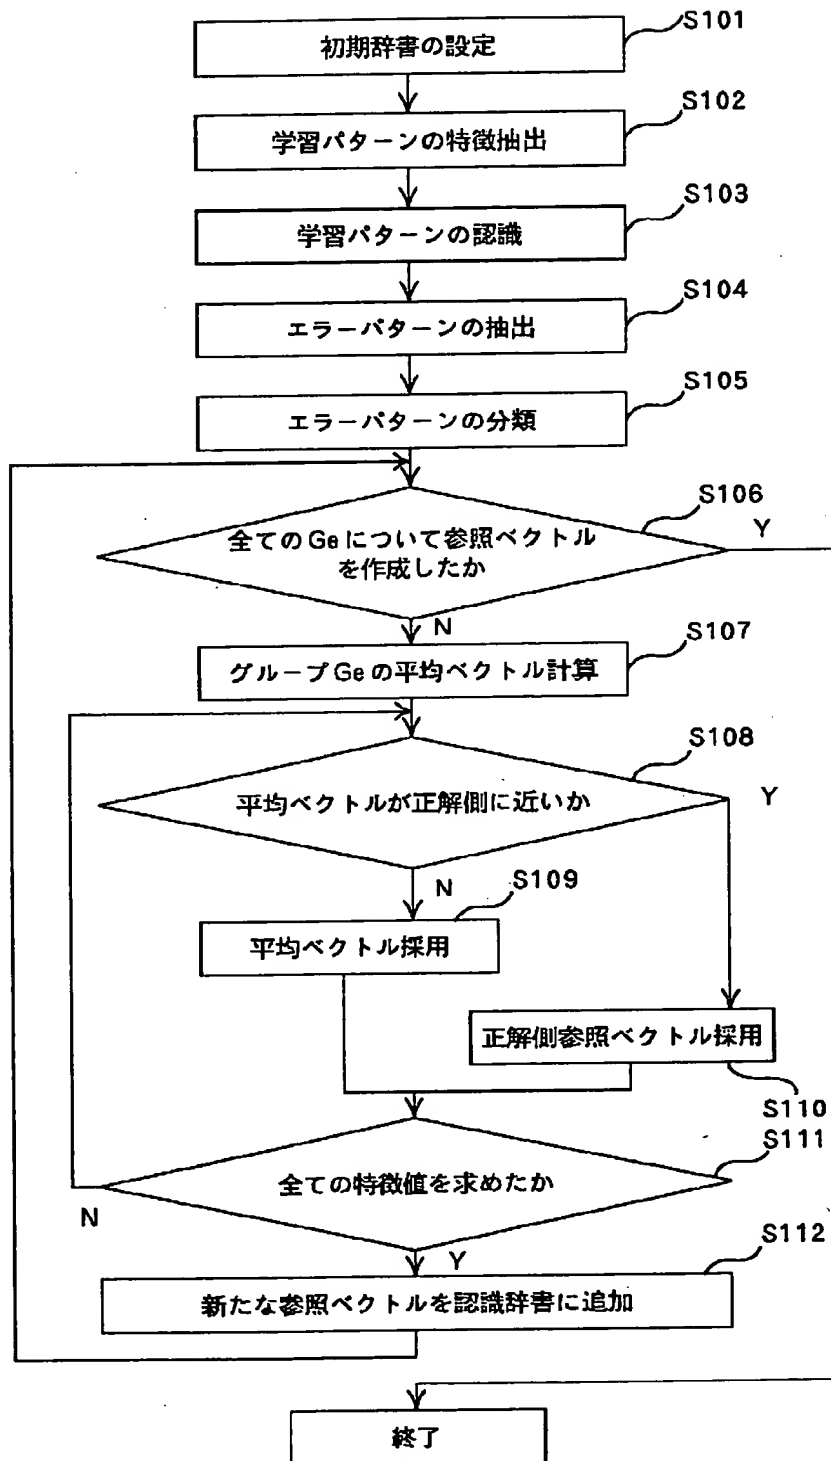 S101
初期辞書の設定
S102
学習パターンの特徴抽出
S103
学習パターンの認識
S104
エラーパターンの抽出
S105
エラーパターンの分類
S106
Y
全てのGeについて参照ベクトル
を作成したか
N
S107
グループGeの平均ベクトル計算
S108
平均ベクトルが正解側に近いか
Y
N
S109
平均ベクトル採用
正解側参照ベクトル採用
S110
S111
全ての特徴値を求めたか
N
Y
S112
新たな参照ベクトルを認識辞書に追加
終了